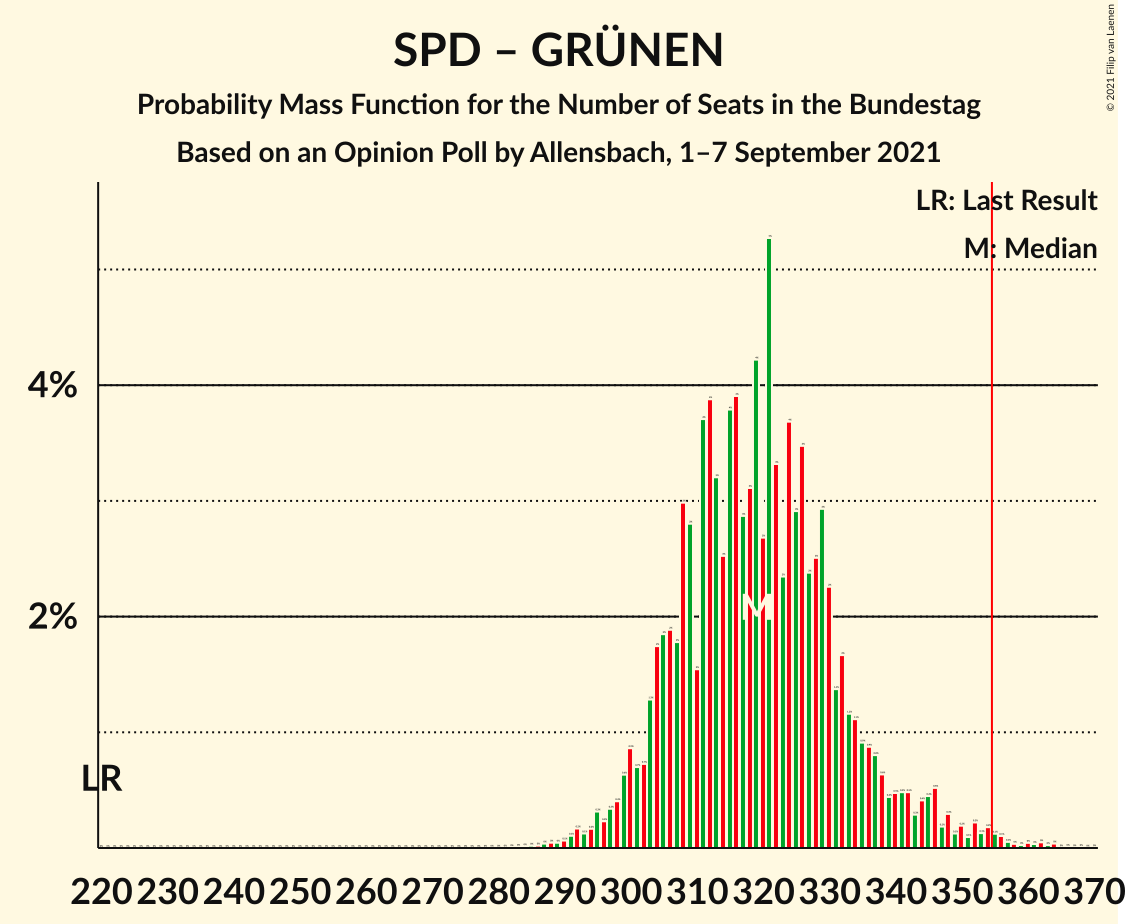 © 2021 Filip van Laenen
SPD – GRÜNEN
Probability Mass Function for the Number of Seats in the Bundestag
Based on an Opinion Poll by Allensbach, 1–7 September 2021
LR: Last Result
M: Median
4%
2%
M
LR
220 230 240 250 260 270 280 290 300 310 320 330 340 350 360 370